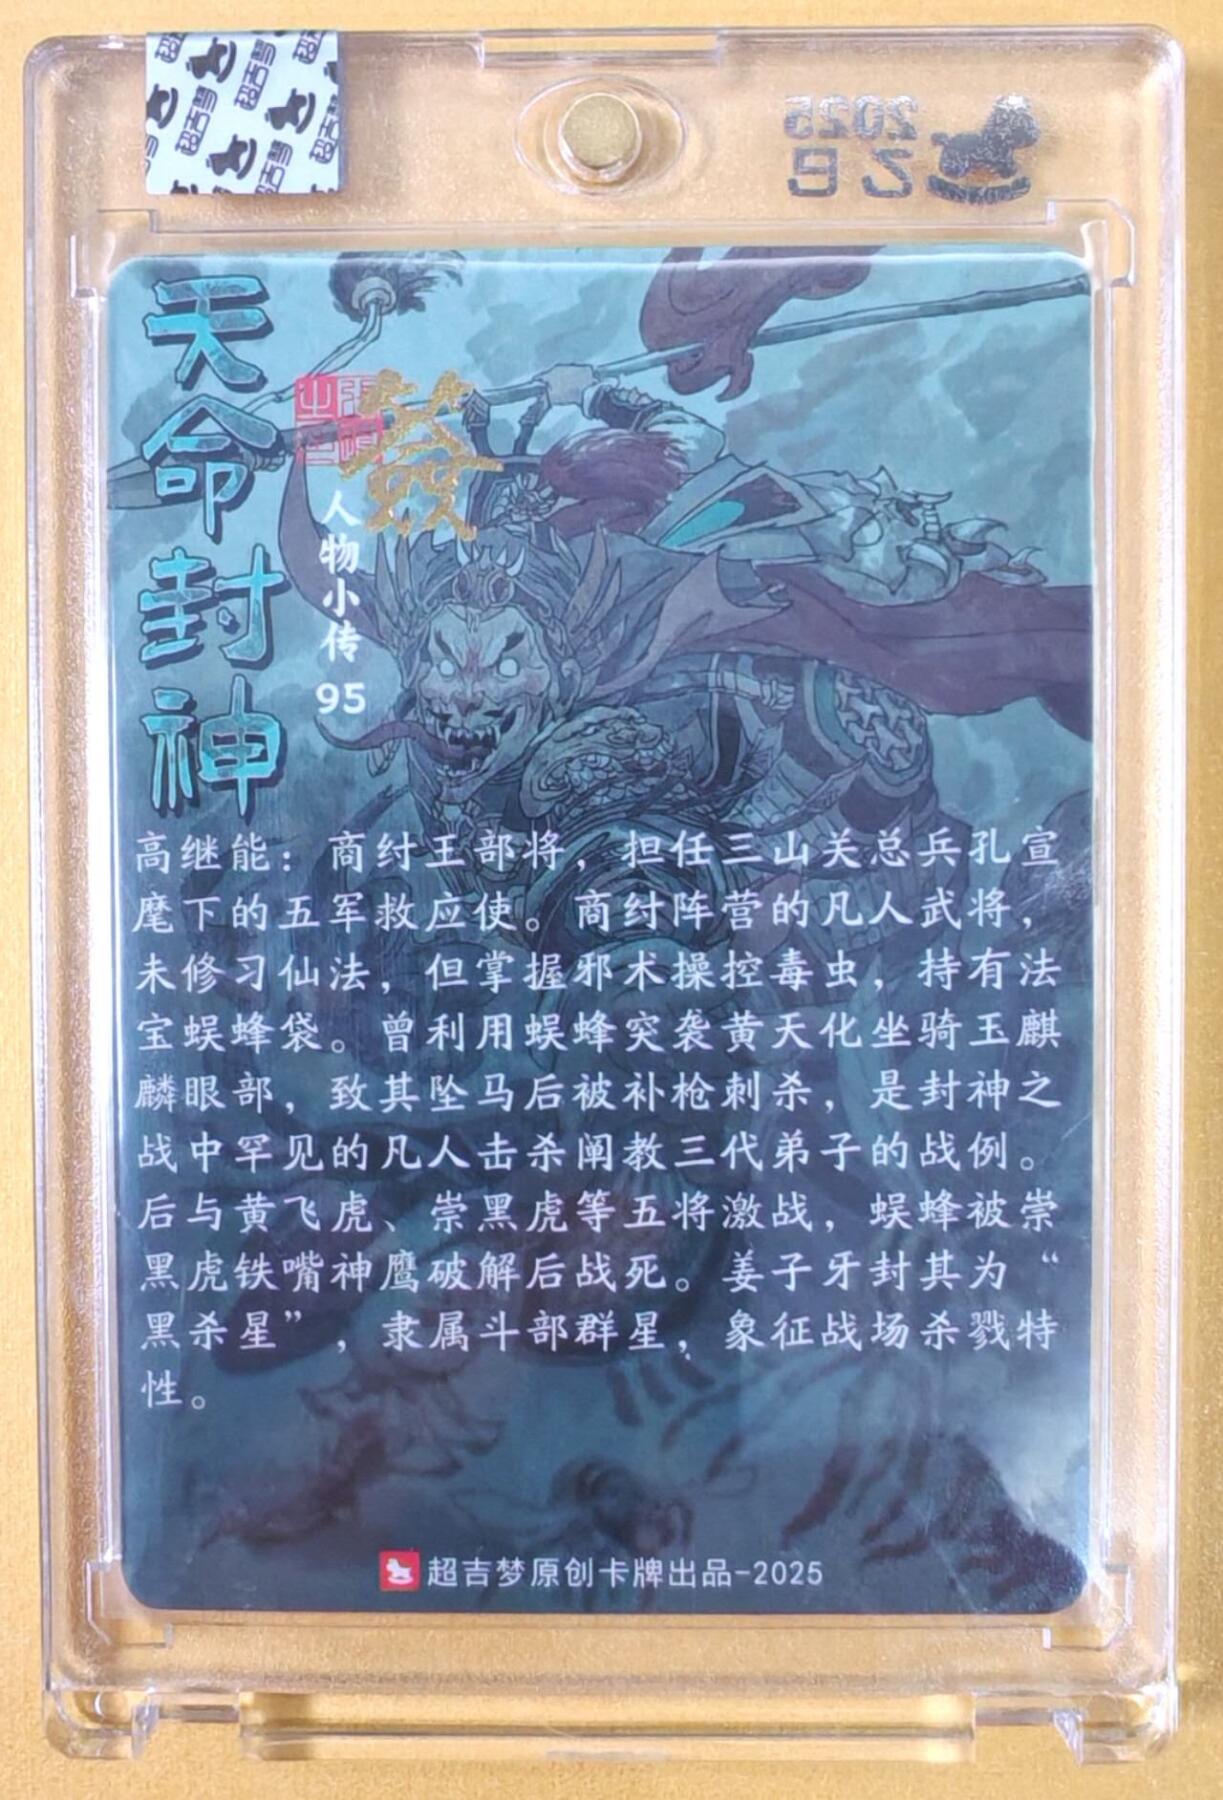 超吉梦
超吉梦
2025
天命封神
人物小传
95
高继能：商纣王部将，担任三山关总兵孔宣
麾下的五军救应使。商纣阵营的凡人武将，
未修习仙法，但掌握邪术操控毒虫，持有法
宝蜈蜂袋。曾利用蜈蜂突袭黄天化坐骑玉麒
麟眼部，致其坠马后被补枪刺杀，是封神之
战中罕见的凡人击杀阐教三代弟子的战例。
后与黄飞虎、崇黑虎等五将激战，蜈蜂被崇
黑虎铁嘴神鹰破解后战死。姜子牙封其为“
黑杀星”，隶属斗部群星，象征战场杀戮特
性。
超吉梦原创卡牌出品-2025